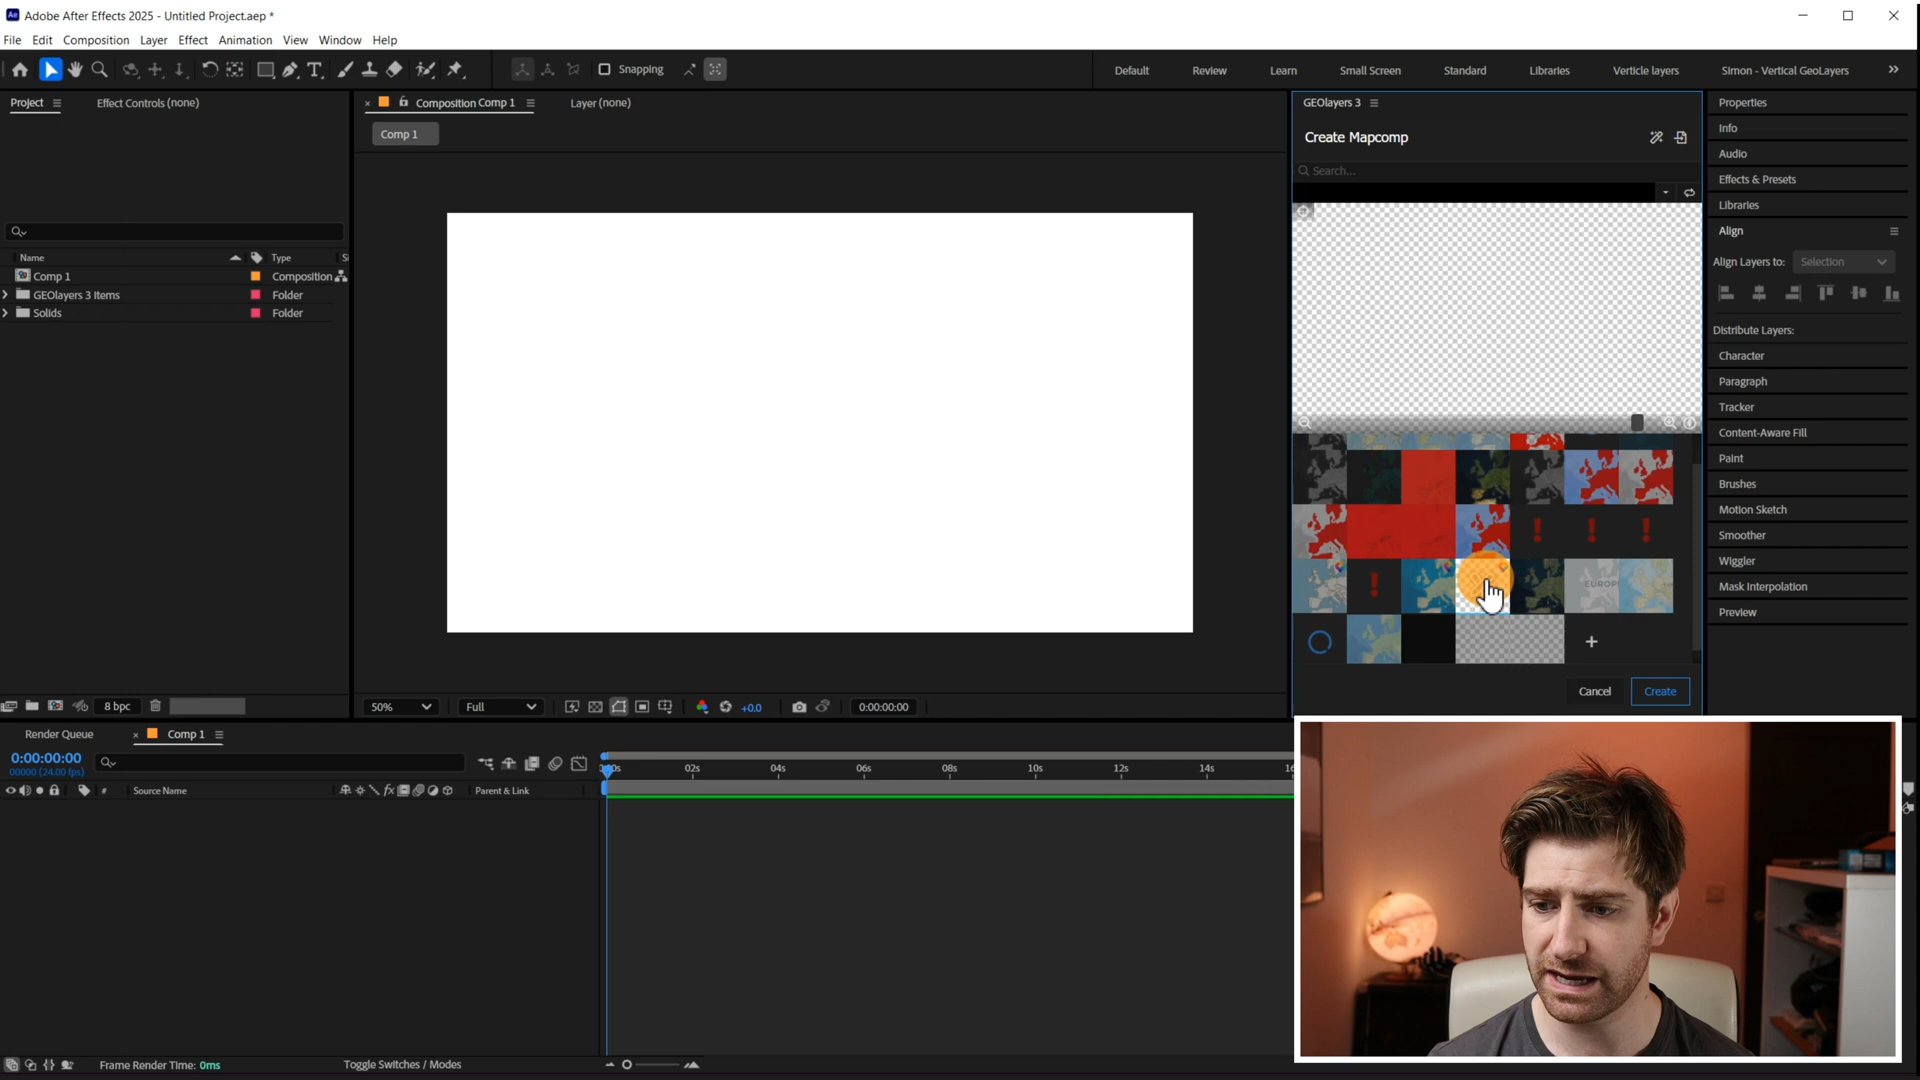 Ae Adobe After Effects 2025 - Untitled Project.aep *
File Edit Composition Layer Effect Animation View Window Help
Snapping
Default Review Learn Small Screen Standard Libraries Verticle layers Simon - Vertical GeoLayers
Project
Effect Controls (none)
Composition Comp 1
Layer (none)
Comp 1
Name Type
Comp 1 Composition
GEOlayers 3 Items Folder
Solids Folder
8 bpc
50% Full +0.0 0:00:00:00
GEOlayers 3
Create Mapcomp
Search...
EUROP
Cancel Create
Properties
Info
Audio
Effects & Presets
Libraries
Align
Align Layers to: Selection
Distribute Layers:
Character
Paragraph
Tracker
Content-Aware Fill
Paint
Brushes
Motion Sketch
Smoother
Wiggler
Mask Interpolation
Preview
Render Queue
Comp 1
0:00:00:00
00000 (24.00 fps)
02s 04s 06s 08s 10s 12s 14s
# Source Name fx Parent & Link
Frame Render Time: 0ms
Toggle Switches / Modes